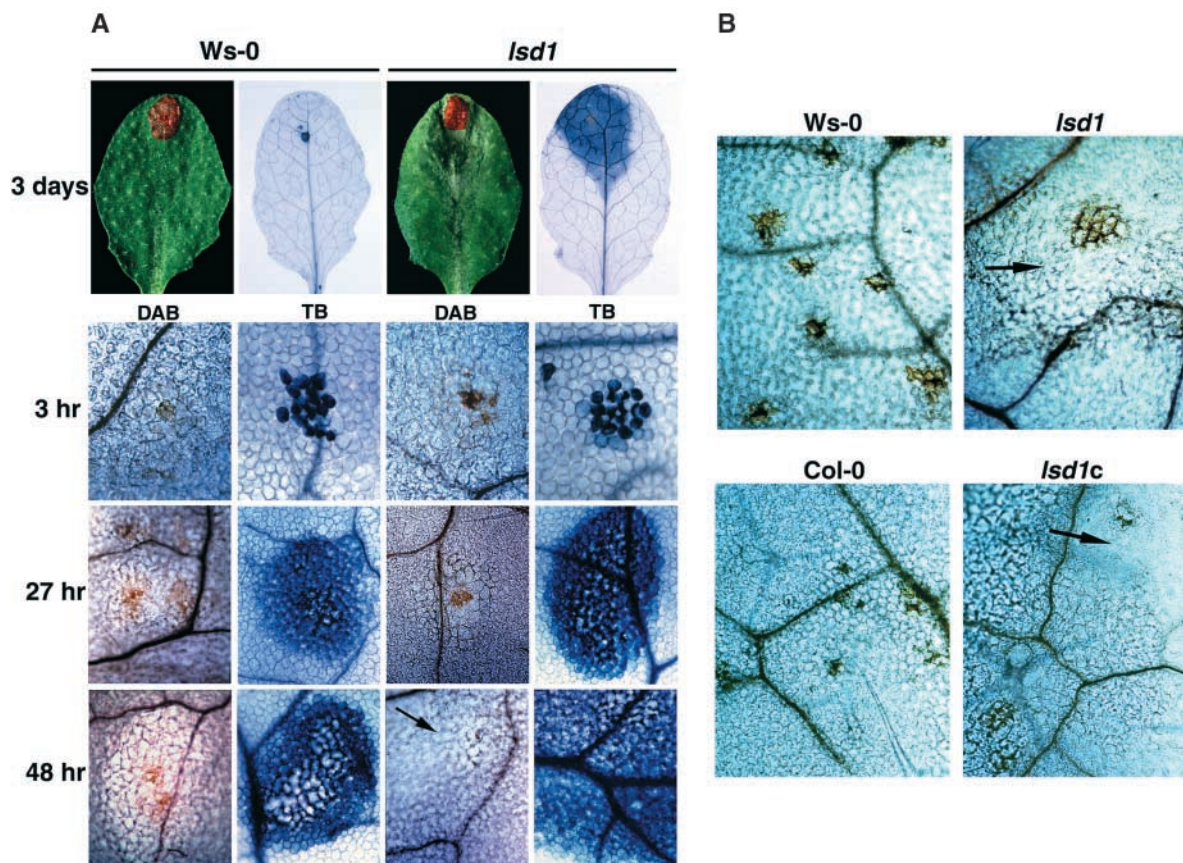 A
Ws-0 lsd1
3 days
DAB TB DAB TB
3 hr
27 hr
48 hr
B
Ws-0 lsd1
Col-0 lsd1c